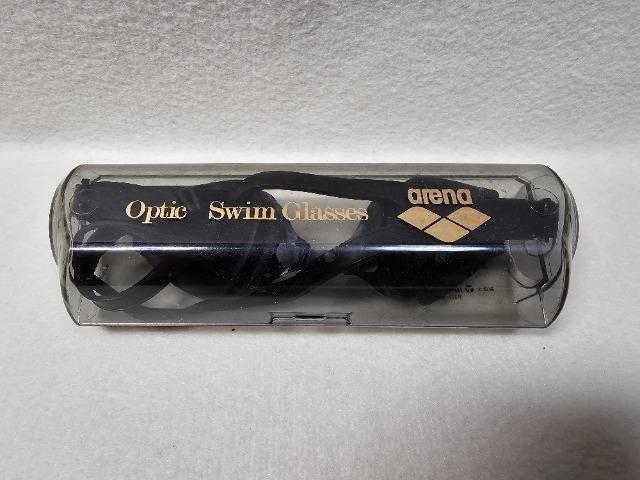 Optic Swim Glasses
arena